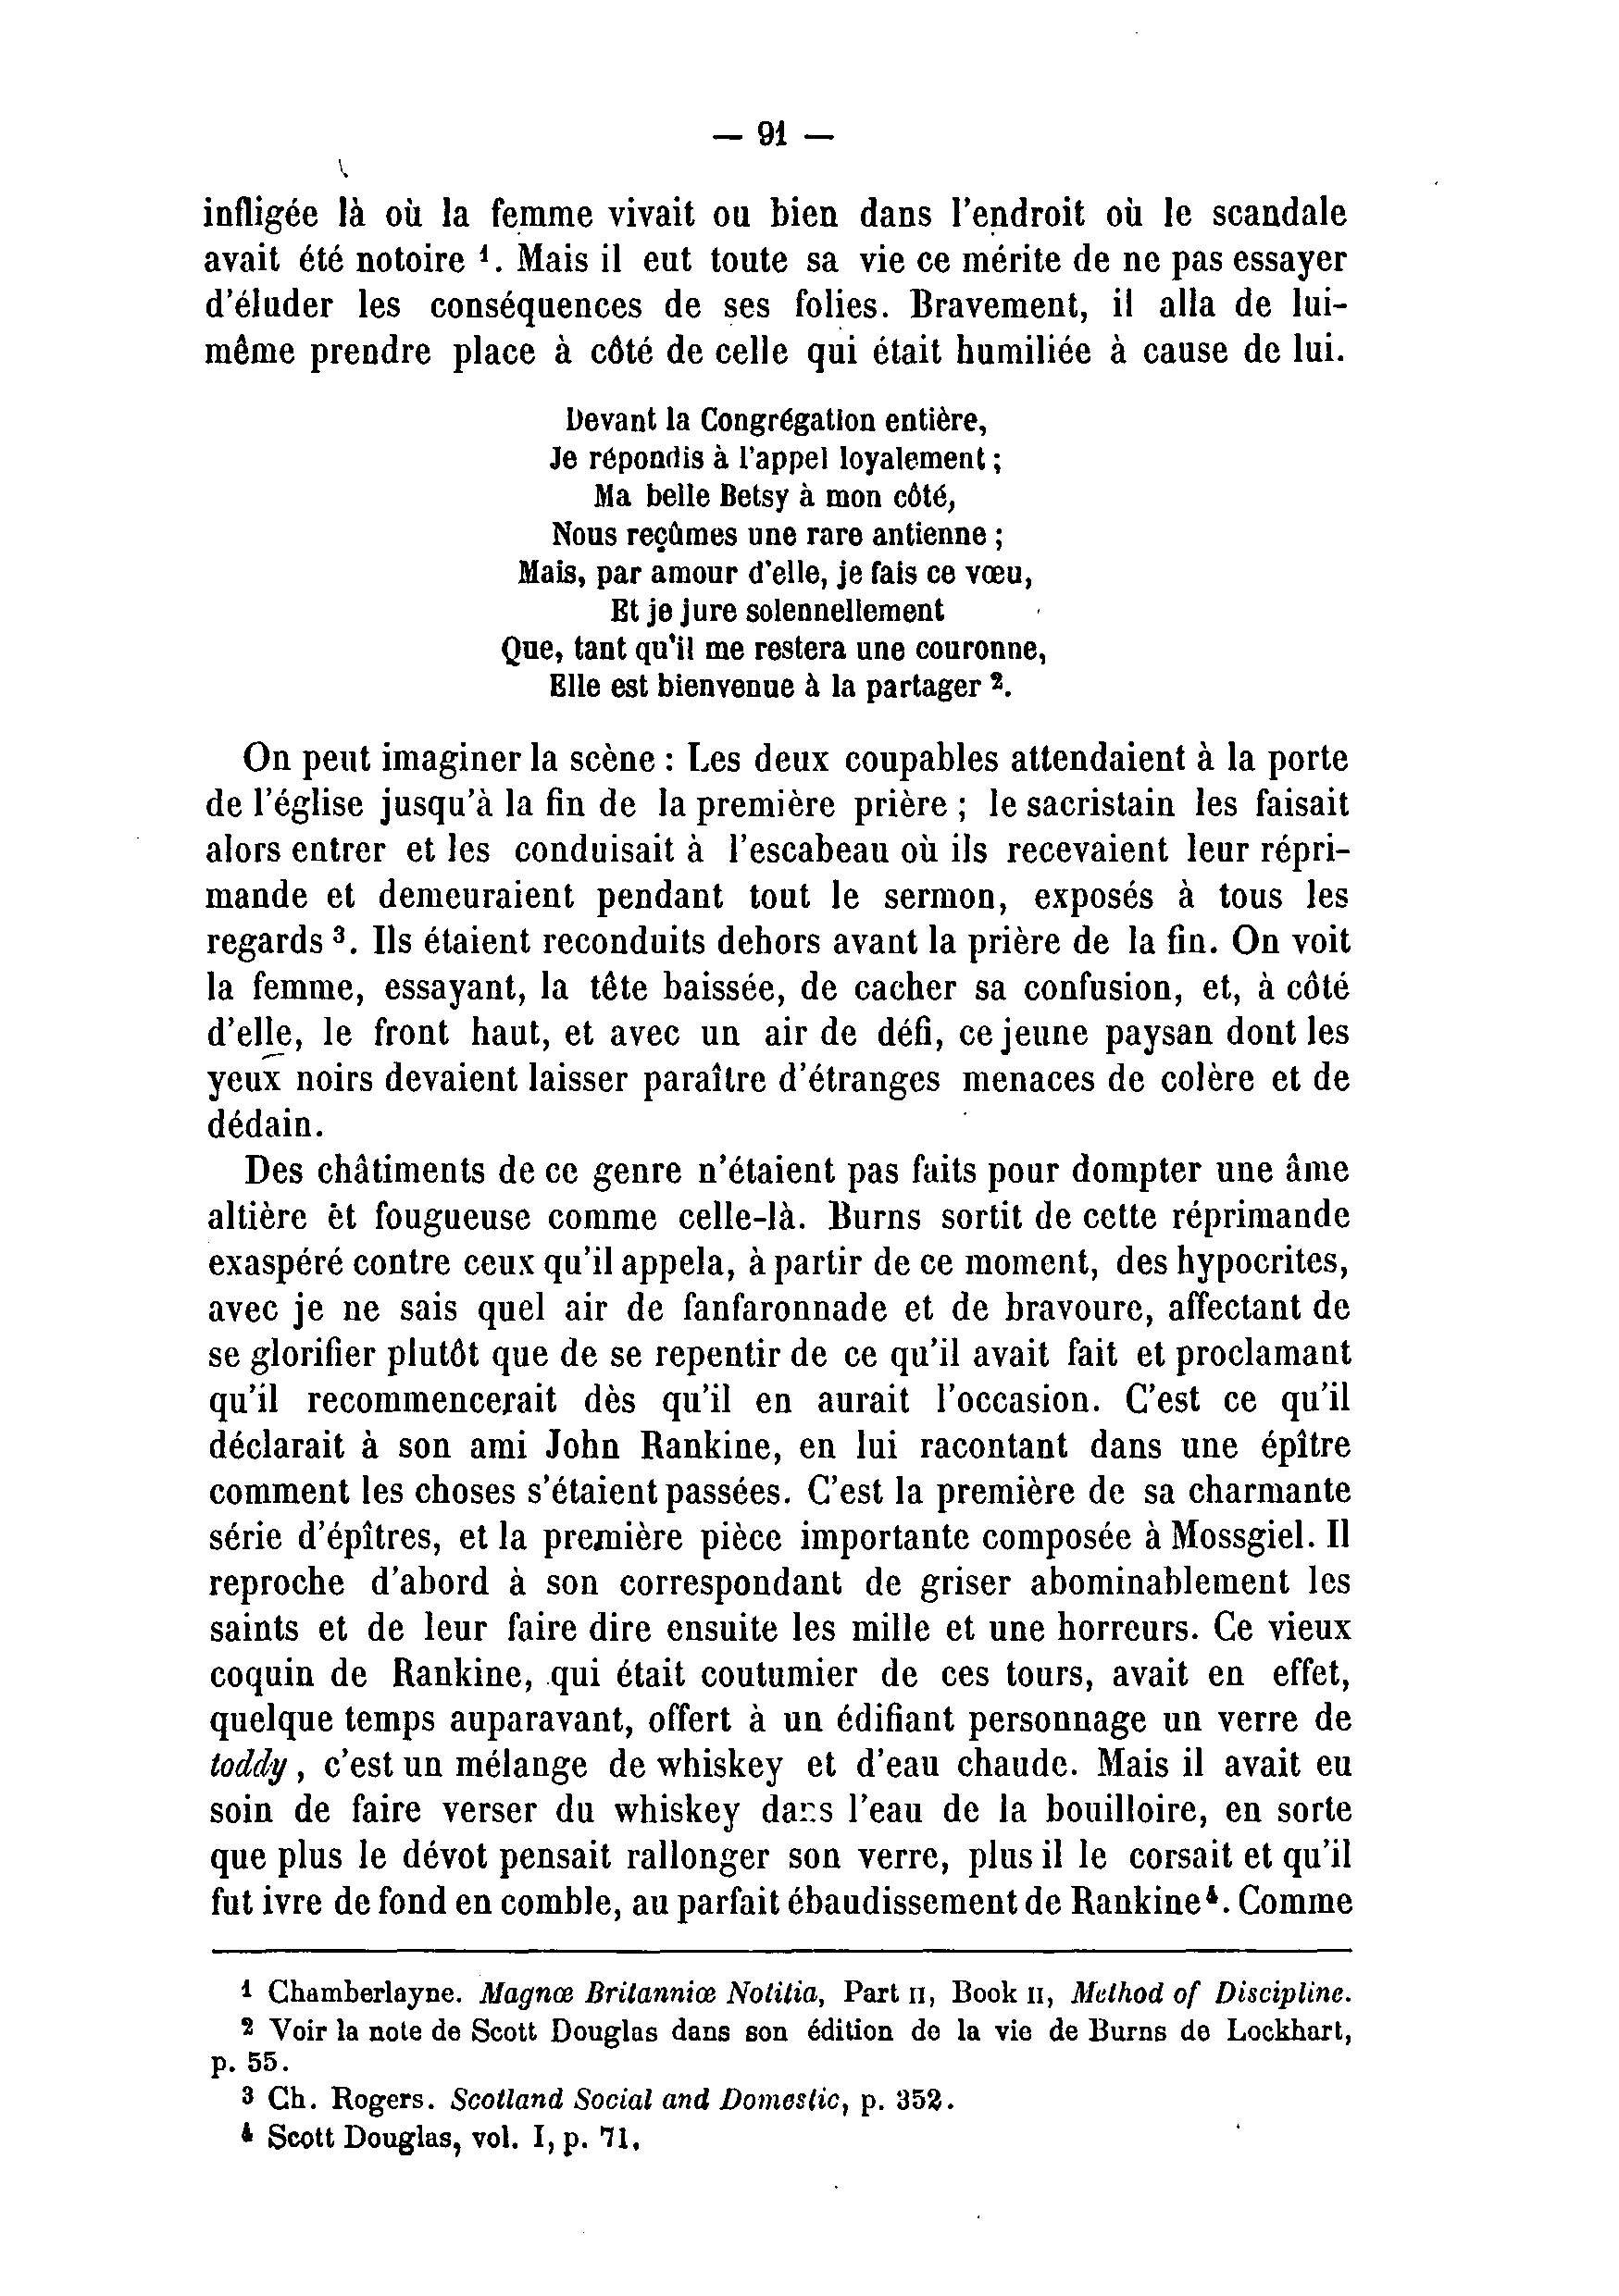 — 91 —
infligée là où la femme vivait ou bien dans l'endroit où le scandale
avait été notoire ¹. Mais il eut toute sa vie ce mérite de ne pas essayer
d'éluder les conséquences de ses folies. Bravement, il alla de lui-
même prendre place à côté de celle qui était humiliée à cause de lui.
Devant la Congrégation entière,
Je répondis à l'appel loyalement ;
Ma belle Betsy à mon côté,
Nous reçûmes une rare antienne ;
Mais, par amour d'elle, je fais ce vœu,
Et je jure solennellement
Que, tant qu'il me restera une couronne,
Elle est bienvenue à la partager ².
On peut imaginer la scène : Les deux coupables attendaient à la porte
de l'église jusqu'à la fin de la première prière ; le sacristain les faisait
alors entrer et les conduisait à l'escabeau où ils recevaient leur répri-
mande et demeuraient pendant tout le sermon, exposés à tous les
regards ³. Ils étaient reconduits dehors avant la prière de la fin. On voit
la femme, essayant, la tête baissée, de cacher sa confusion, et, à côté
d'elle, le front haut, et avec un air de défi, ce jeune paysan dont les
yeux noirs devaient laisser paraître d'étranges menaces de colère et de
dédain.
Des châtiments de ce genre n'étaient pas faits pour dompter une âme
altière et fougueuse comme celle-là. Burns sortit de cette réprimande
exaspéré contre ceux qu'il appela, à partir de ce moment, des hypocrites,
avec je ne sais quel air de fanfaronnade et de bravoure, affectant de
se glorifier plutôt que de se repentir de ce qu'il avait fait et proclamant
qu'il recommencerait dès qu'il en aurait l'occasion. C'est ce qu'il
déclarait à son ami John Rankine, en lui racontant dans une épître
comment les choses s'étaient passées. C'est la première de sa charmante
série d'épîtres, et la première pièce importante composée à Mossgiel. Il
reproche d'abord à son correspondant de griser abominablement les
saints et de leur faire dire ensuite les mille et une horreurs. Ce vieux
coquin de Rankine, qui était coutumier de ces tours, avait en effet,
quelque temps auparavant, offert à un édifiant personnage un verre de
toddy, c'est un mélange de whiskey et d'eau chaude. Mais il avait eu
soin de faire verser du whiskey dans l'eau de la bouilloire, en sorte
que plus le dévot pensait rallonger son verre, plus il le corsait et qu'il
fut ivre de fond en comble, au parfait ébaudissement de Rankine⁴. Comme
¹ Chamberlayne. Magnœ Britanniœ Notitia, Part II, Book II, Method of Discipline.
² Voir la note de Scott Douglas dans son édition de la vie de Burns de Lockhart,
p. 55.
³ Ch. Rogers. Scotland Social and Domestic, p. 352.
⁴ Scott Douglas, vol. I, p. 71.